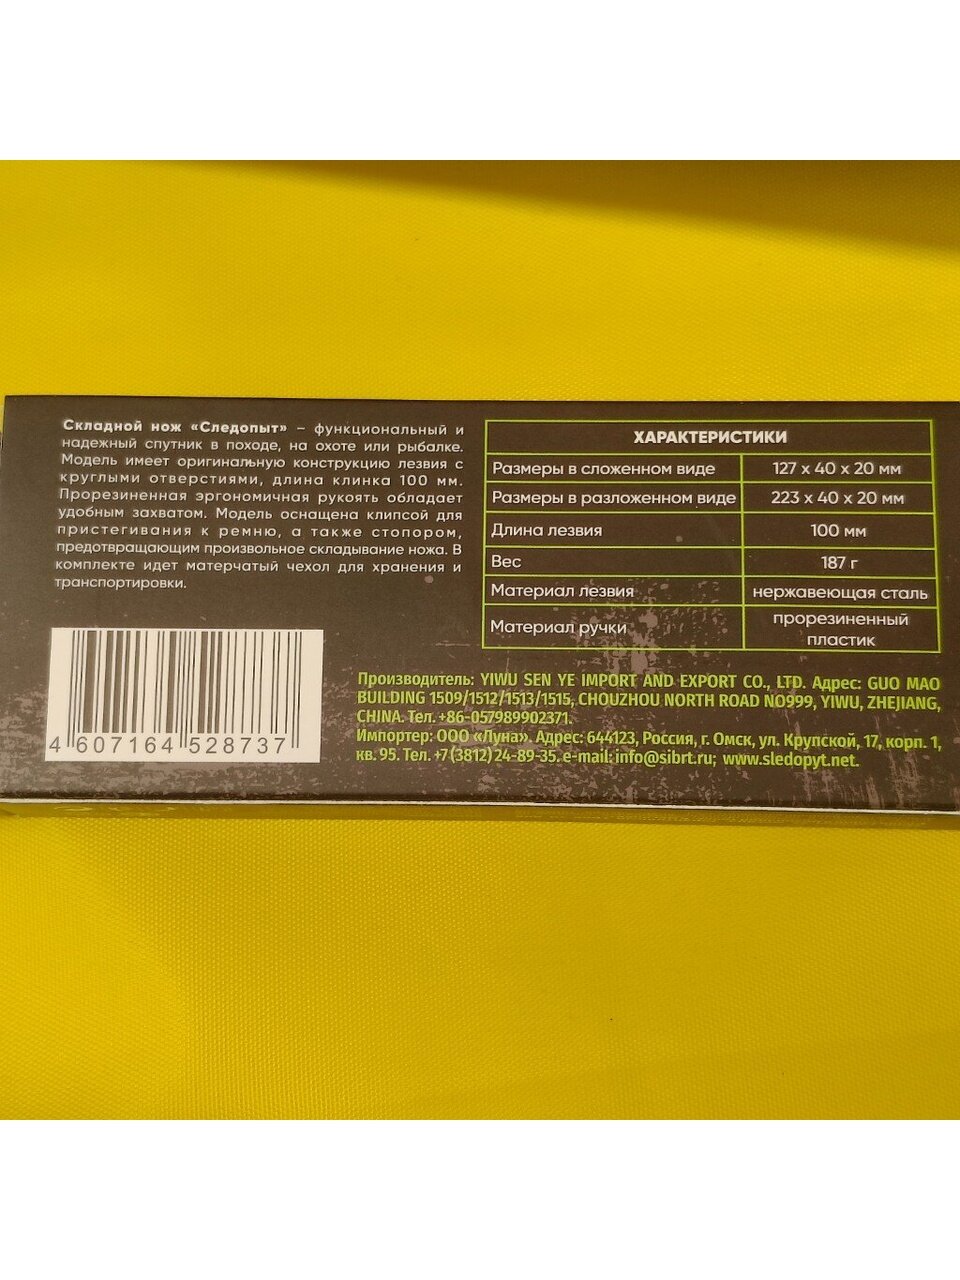 Складной нож «Следопыт» – функциональный и
надежный спутник в походе, на охоте или рыбалке.
Модель имеет оригинальную конструкцию лезвия с
круглыми отверстиями, длина клинка 100 мм.
Прорезиненная эргономичная рукоять обладает
удобным захватом. Модель оснащена клипсой для
пристегивания к ремню, а также стопором,
предотвращающим произвольное складывание ножа. В
комплекте идет матерчатый чехол для хранения и
транспортировки.
ХАРАКТЕРИСТИКИ
Размеры в сложенном виде 127 x 40 x 20 мм
Размеры в разложенном виде 223 x 40 x 20 мм
Длина лезвия 100 мм
Вес 187 г
Материал лезвия нержавеющая сталь
Материал ручки прорезиненный
пластик
4 607164 528737
Производитель: YIWU SEN YE IMPORT AND EXPORT CO., LTD. Адрес: GUO MAO
BUILDING 1509/1512/1513/1515, CHOUZHOU NORTH ROAD NO999, YIWU, ZHEJIANG,
CHINA. Тел. +86-057989902371.
Импортер: ООО «Луна». Адрес: 644123, Россия, г. Омск, ул. Крупской, 17, корп. 1,
кв. 95. Тел. +7 (3812) 24-89-35. e-mail: info@sibrt.ru; www.sledopyt.net.